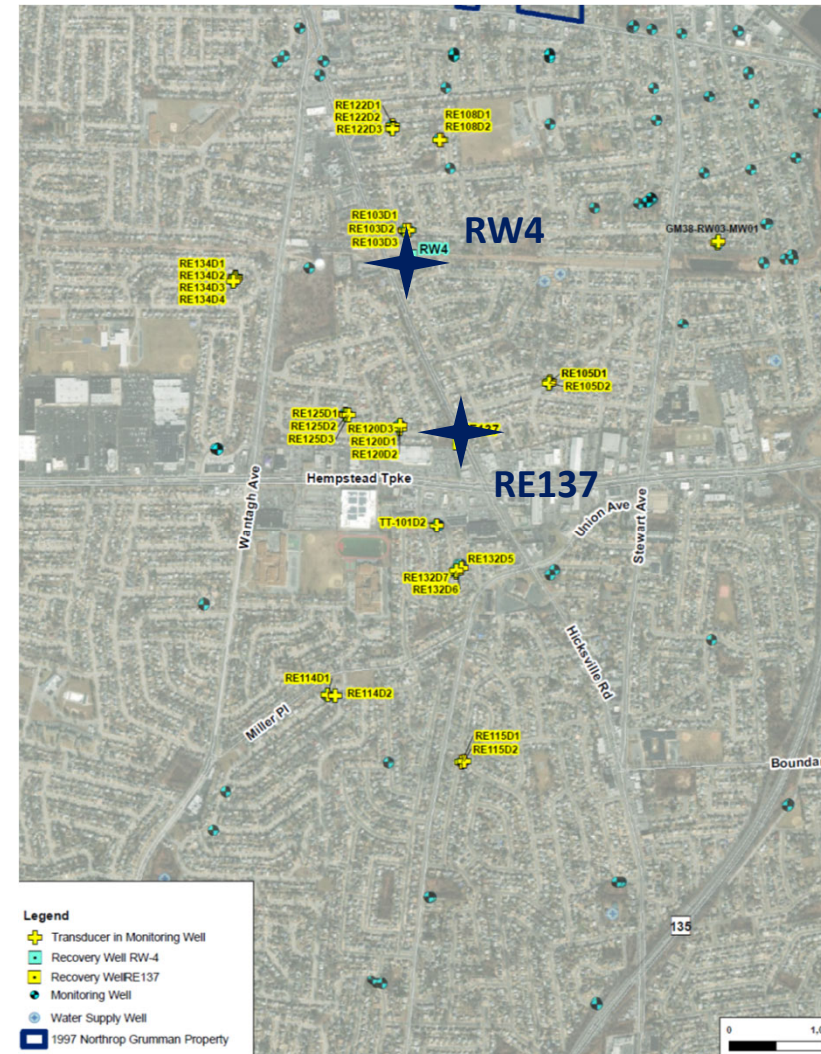 RE122D1
RE122D2
RE122D3
RE108D1
RE108D2
RE103D1
RE103D2
RE103D3
RW4
RW4
GM38-RW03-MW01
RE134D1
RE134D2
RE134D3
RE134D4
RE105D1
RE105D2
RE125D1
RE125D2
RE125D3
RE120D3
RE120D1
RE120D2
RE137
Hempstead Tpke
Wantagh Ave
Union Ave
Stewart Ave
TT-101D2
RE132D5
RE132D7
RE132D6
Hicksville Rd
RE114D1
RE114D2
Miller Pl
RE115D1
RE115D2
Bounda
135
Legend
Transducer in Monitoring Well
Recovery Well RW-4
Recovery WellRE137
Monitoring Well
Water Supply Well
1997 Northrop Grumman Property
0
1,0